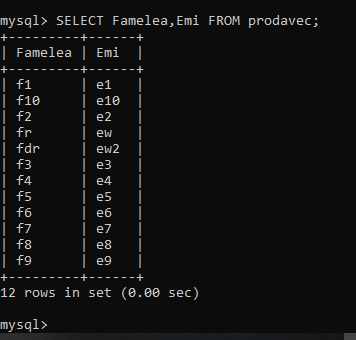 mysql> SELECT Famelea,Emi FROM prodavec;
+---------+------+
| Famelea | Emi  |
+---------+------+
| f1      | e1   |
| f10     | e10  |
| f2      | e2   |
| fr      | ew   |
| fdr     | ew2  |
| f3      | e3   |
| f4      | e4   |
| f5      | e5   |
| f6      | e6   |
| f7      | e7   |
| f8      | e8   |
| f9      | e9   |
+---------+------+
12 rows in set (0.00 sec)
mysql>